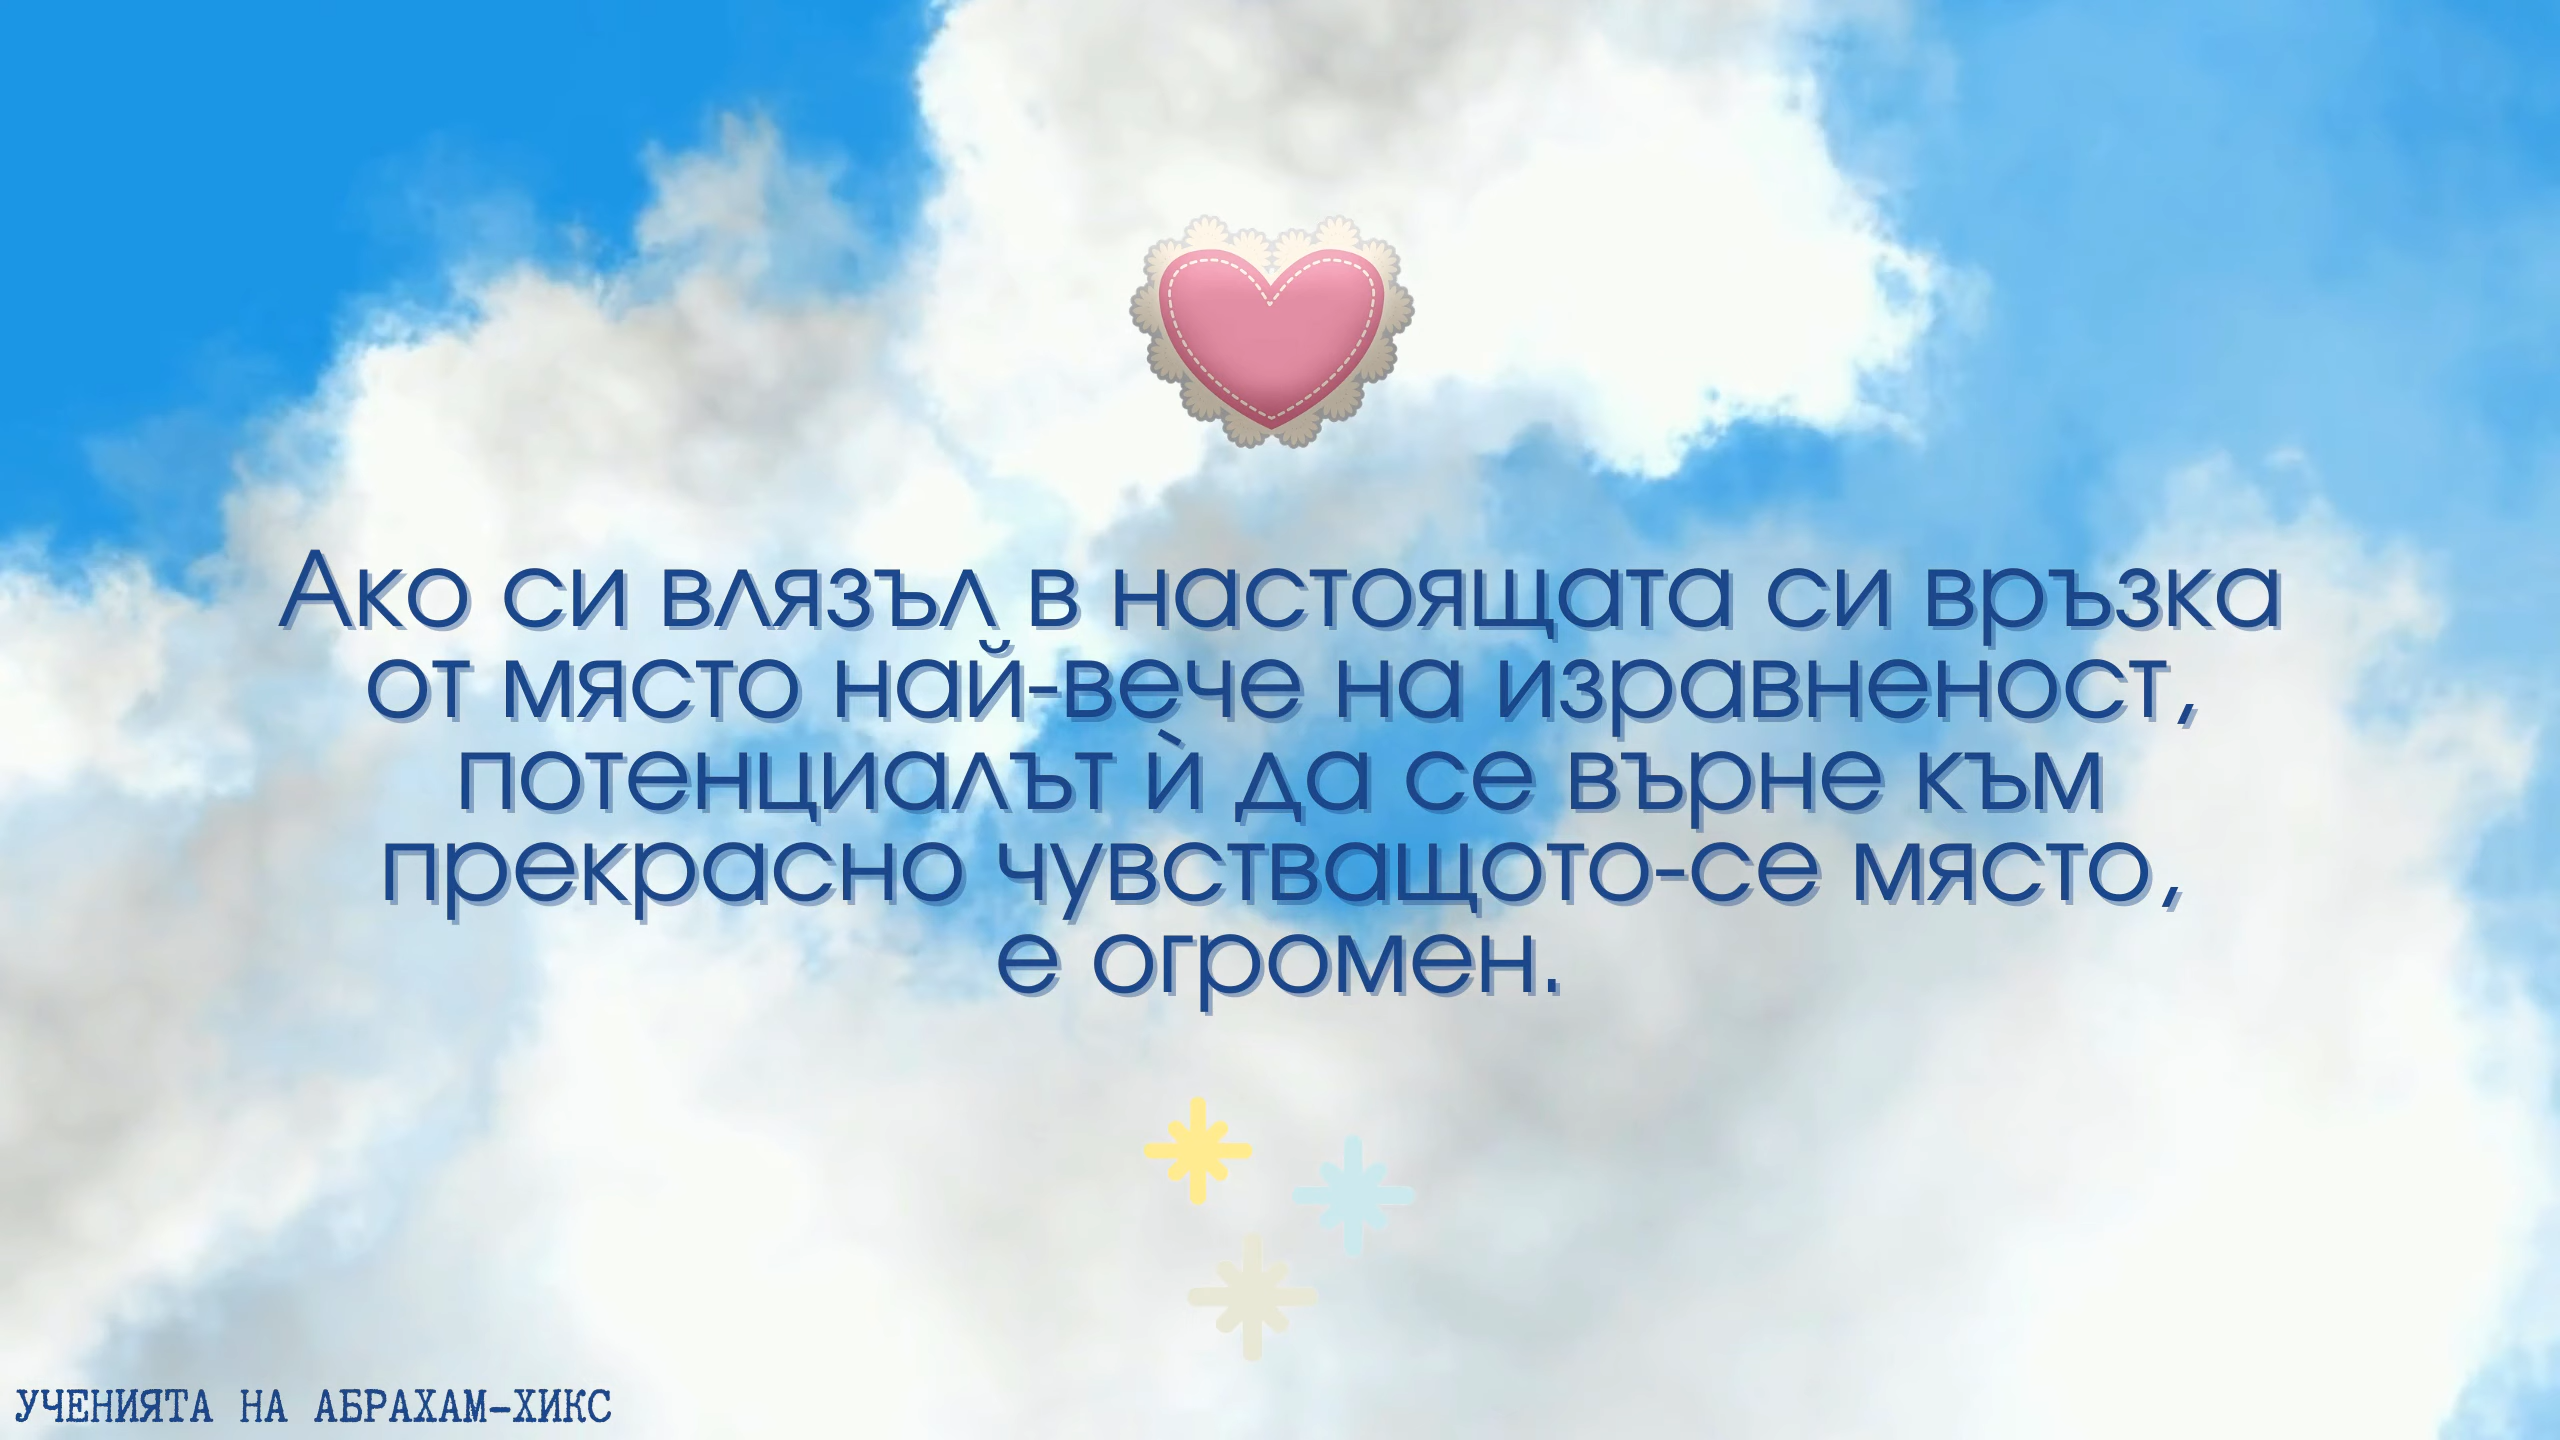 Ако си влязъл в настоящата си връзка
от място най-вече на изравненост,
потенциалът ѝ да се върне към
прекрасно чувстващото-се място,
е огромен.
УЧЕНИЯТА НА АБРАХАМ-ХИКС